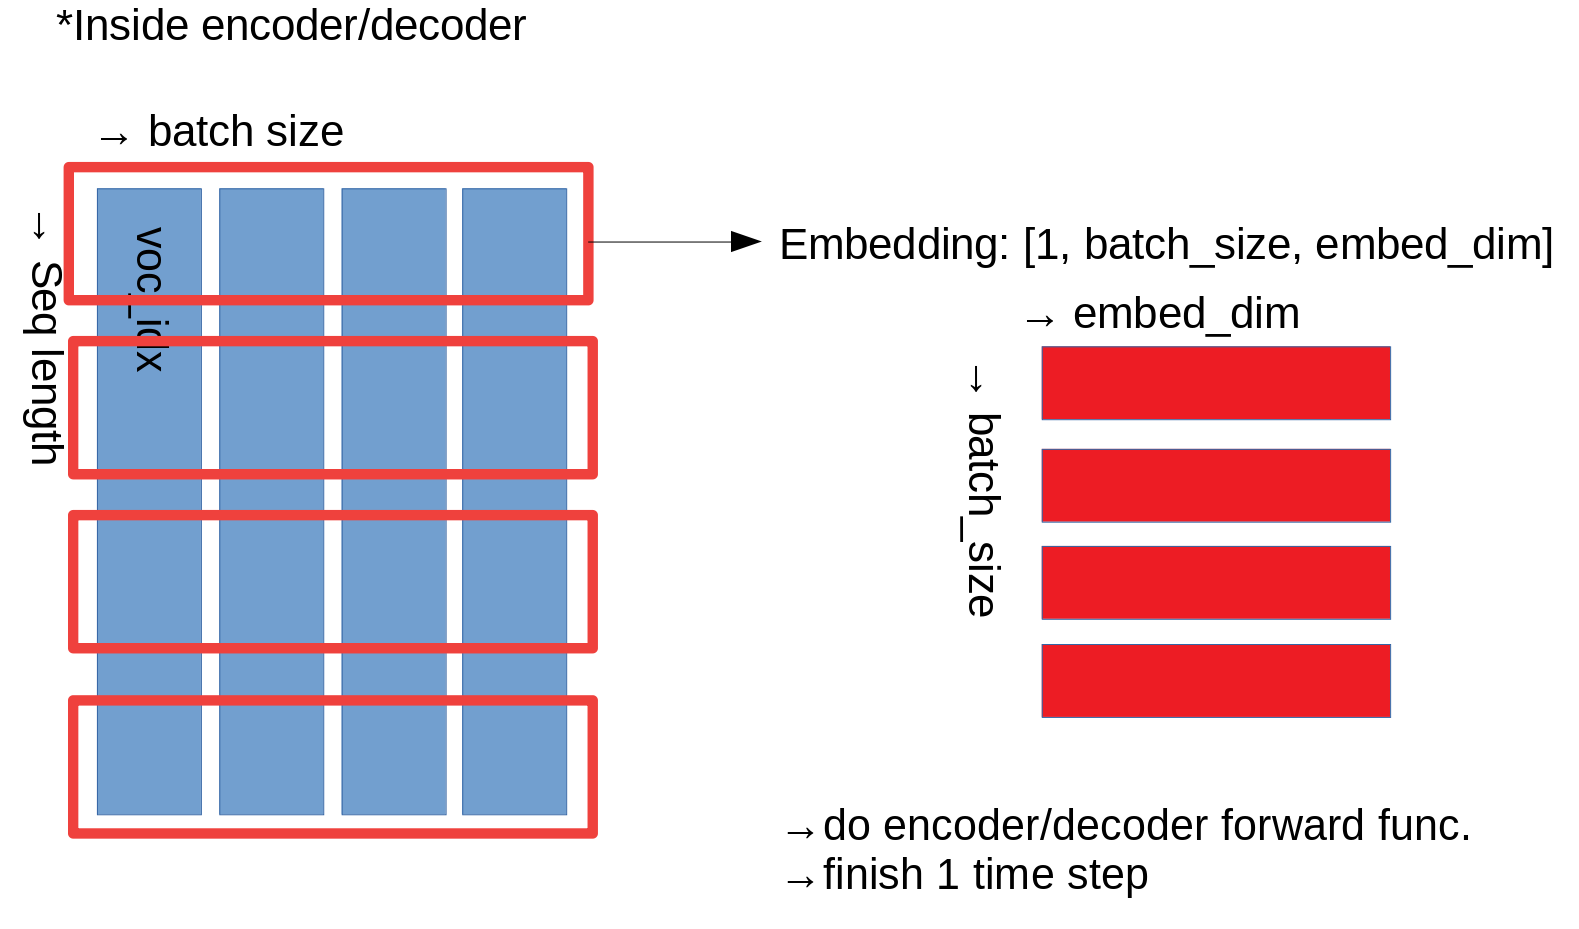 *Inside encoder/decoder
→ batch size
→ Seq length
voc_idx
Embedding: [1, batch_size, embed_dim]
→ embed_dim
→ batch_size
→do encoder/decoder forward func.
→finish 1 time step